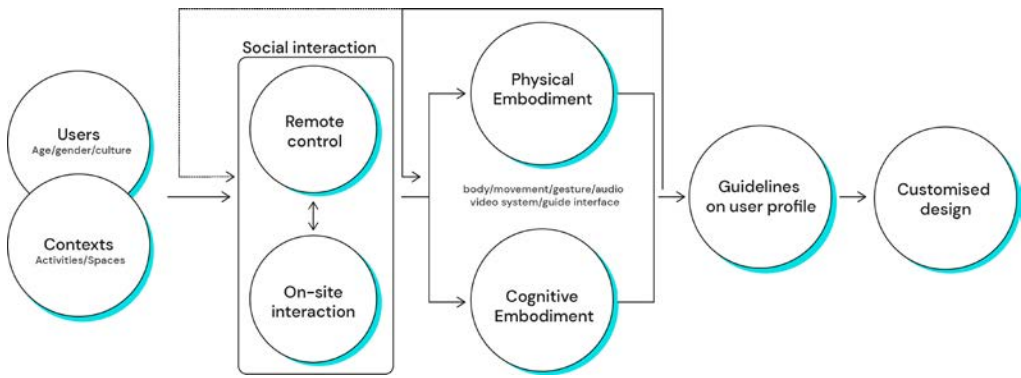 Social interaction
Users
Age/gender/culture
Contexts
Activities/Spaces
Remote
control
On-site
interaction
Physical
Embodiment
body/movement/gesture/audio
video system/guide interface
Cognitive
Embodiment
Guidelines
on user profile
Customised
design